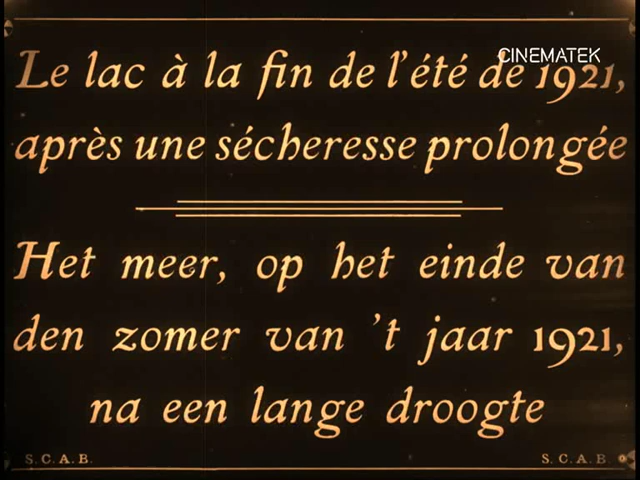 CINEMATEK
Le lac à la fin de l'été de 1921,
après une sécheresse prolongée
Het meer, op het einde van
den zomer van 't jaar 1921,
na een lange droogte
S. C. A. B.
S. C. A. B.